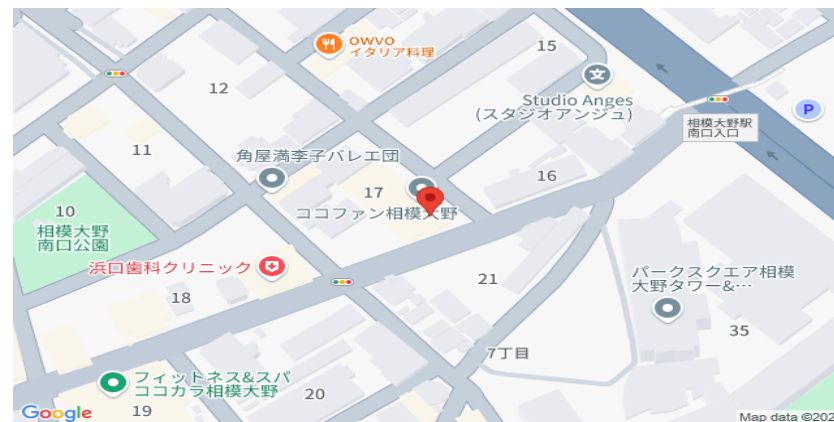 OWVO
イタリア料理
15
12
Studio Anges
(スタジオアンジュ)
P
相模大野駅
南口入口
11
角屋満李子バレエ団
17
16
10
ココファン相模大野
相模大野
南口公園
浜口歯科クリニック
21
パークスクエア相模
大野タワー&…
18
35
7丁目
フィットネス&スパ
ココカラ相模大野
20
19
Google
Map data ©202